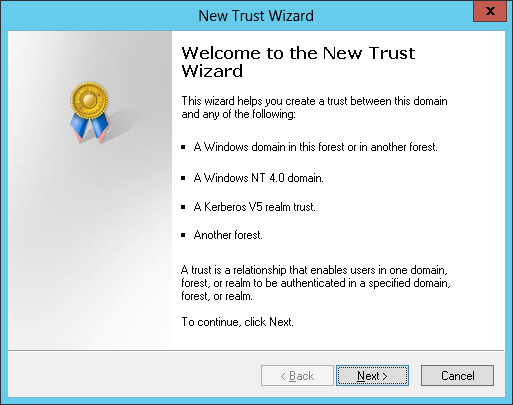 New Trust Wizard
X
Welcome to the New Trust
Wizard
This wizard helps you create a trust between this domain
and any of the following:
▪ A Windows domain in this forest or in another forest.
▪ A Windows NT 4.0 domain.
▪ A Kerberos V5 realm trust.
▪ Another forest.
A trust is a relationship that enables users in one domain,
forest, or realm to be authenticated in a specified domain,
forest, or realm.
To continue, click Next.
< Back Next > Cancel